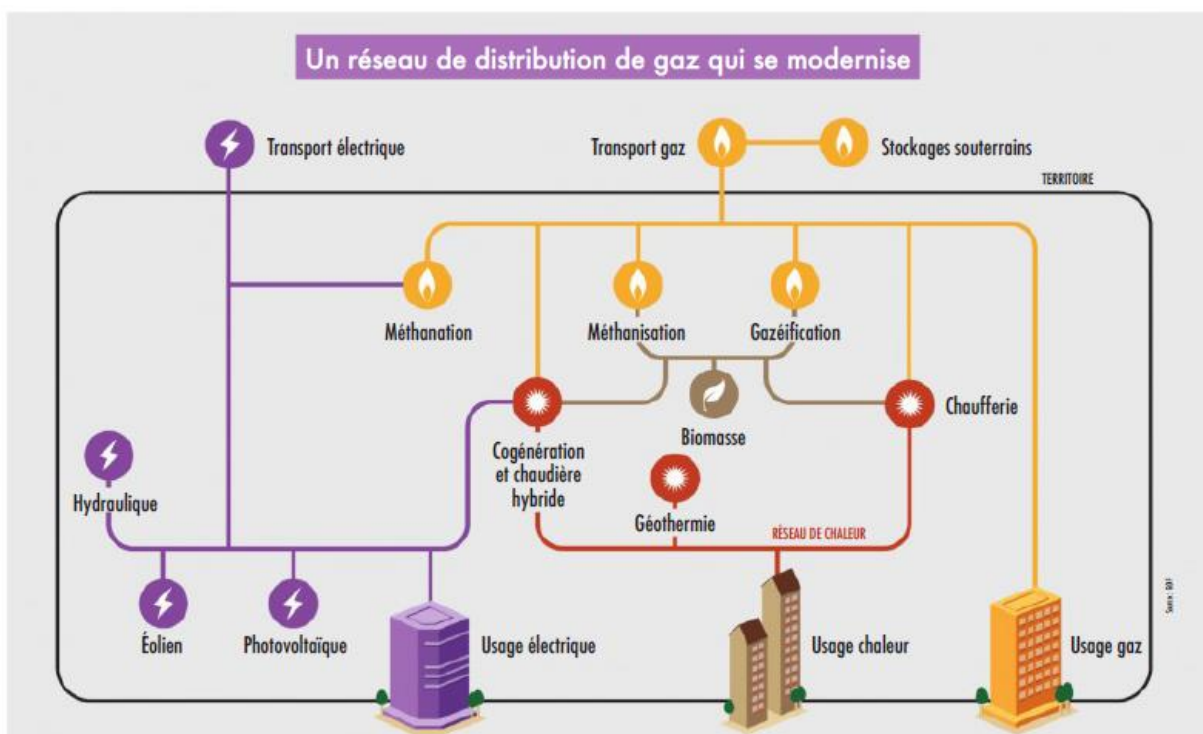 Un réseau de distribution de gaz qui se modernise
Transport électrique
Transport gaz
Stockages souterrains
TERRITOIRE
Méthanation
Méthanisation
Gazéification
Biomasse
Chaufferie
Cogénération
et chaudière
hybride
Hydraulique
Géothermie
RÉSEAU DE CHALEUR
Éolien
Photovoltaïque
Usage électrique
Usage chaleur
Usage gaz